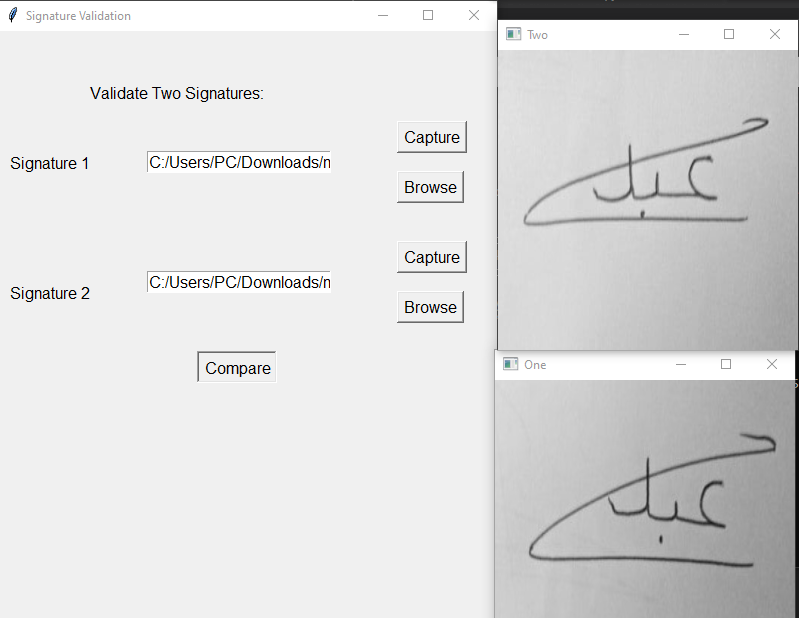 Signature Validation
Validate Two Signatures:
Signature 1
C:/Users/PC/Downloads/n
Capture
Browse
Signature 2
C:/Users/PC/Downloads/n
Capture
Browse
Compare
Two
One